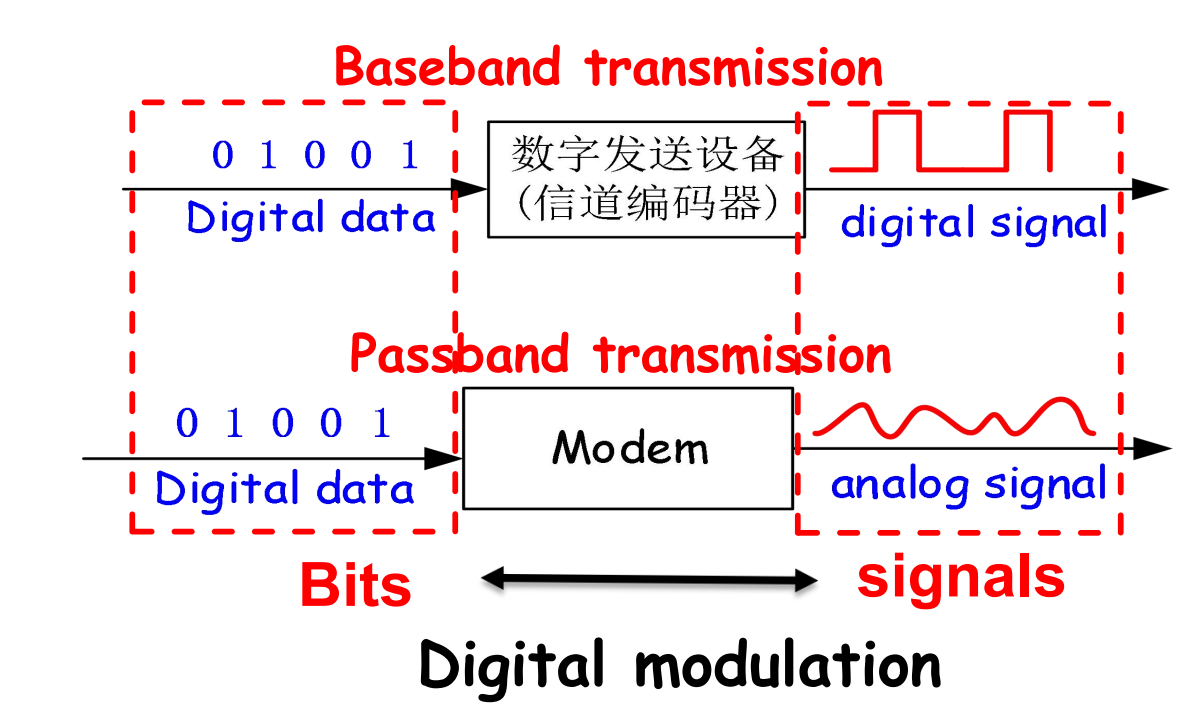 Baseband transmission
0 1 0 0 1
数字发送设备
(信道编码器)
Digital data
digital signal
Passband transmission
0 1 0 0 1
Modem
Digital data
analog signal
Bits
signals
Digital modulation